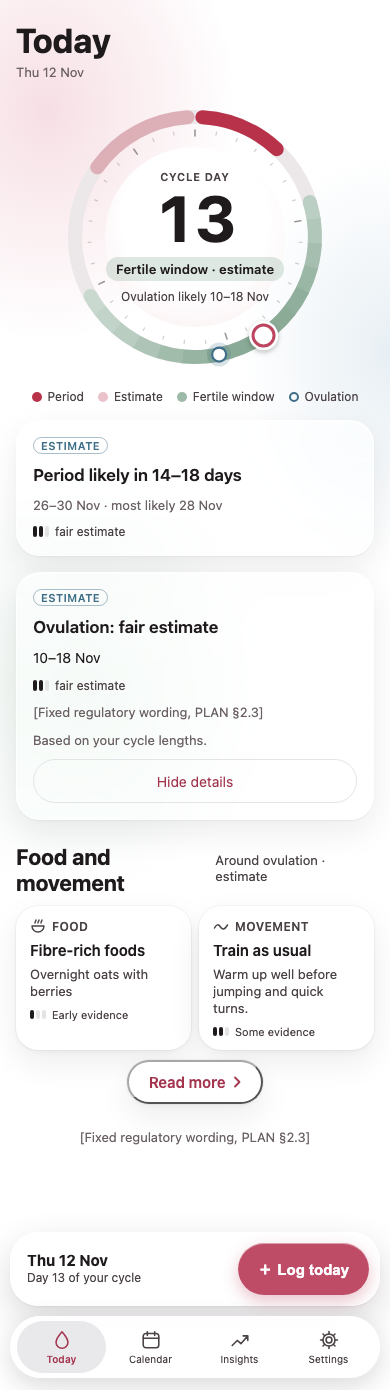 Today
Thu 12 Nov
CYCLE DAY
13
Fertile window · estimate
Ovulation likely 10–18 Nov
Period
Estimate
Fertile window
Ovulation
ESTIMATE
Period likely in 14–18 days
26–30 Nov · most likely 28 Nov
fair estimate
ESTIMATE
Ovulation: fair estimate
10–18 Nov
fair estimate
[Fixed regulatory wording, PLAN §2.3]
Based on your cycle lengths.
Hide details
Food and
movement
Around ovulation ·
estimate
FOOD
Fibre-rich foods
Overnight oats with
berries
Early evidence
MOVEMENT
Train as usual
Warm up well before
jumping and quick
turns.
Some evidence
Read more
[Fixed regulatory wording, PLAN §2.3]
Thu 12 Nov
Day 13 of your cycle
+ Log today
Today
Calendar
Insights
Settings